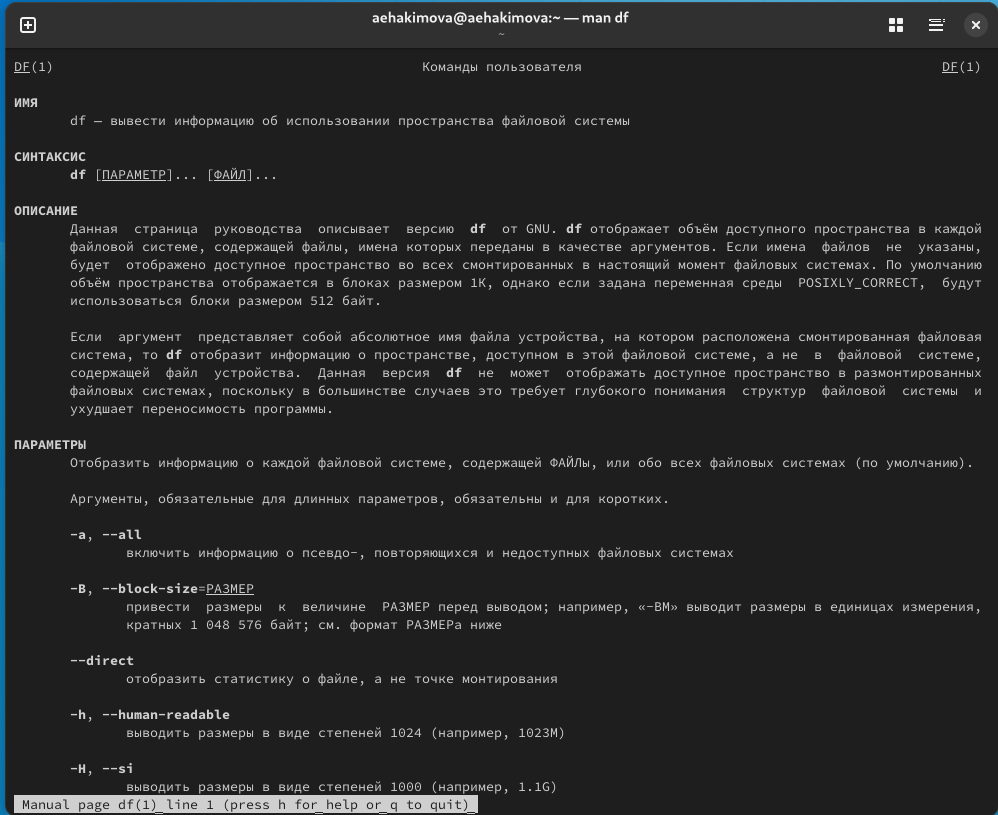 aehakimova@aehakimova:~ — man df
~
DF(1) Команды пользователя DF(1)
ИМЯ
df — вывести информацию об использовании пространства файловой системы
СИНТАКСИС
df [ПАРАМЕТР]... [ФАЙЛ]...
ОПИСАНИЕ
Данная страница руководства описывает версию df от GNU. df отображает объём доступного пространства в каждой
файловой системе, содержащей файлы, имена которых переданы в качестве аргументов. Если имена файлов не указаны,
будет отображено доступное пространство во всех смонтированных в настоящий момент файловых системах. По умолчанию
объём пространства отображается в блоках размером 1К, однако если задана переменная среды POSIXLY_CORRECT, будут
использоваться блоки размером 512 байт.
Если аргумент представляет собой абсолютное имя файла устройства, на котором расположена смонтированная файловая
система, то df отобразит информацию о пространстве, доступном в этой файловой системе, а не в файловой системе,
содержащей файл устройства. Данная версия df не может отображать доступное пространство в размонтированных
файловых системах, поскольку в большинстве случаев это требует глубокого понимания структур файловой системы и
ухудшает переносимость программы.
ПАРАМЕТРЫ
Отобразить информацию о каждой файловой системе, содержащей ФАЙЛы, или обо всех файловых системах (по умолчанию).
Аргументы, обязательные для длинных параметров, обязательны и для коротких.
-a, --all
включить информацию о псевдо-, повторяющихся и недоступных файловых системах
-B, --block-size=РАЗМЕР
привести размеры к величине РАЗМЕР перед выводом; например, «-BM» выводит размеры в единицах измерения,
кратных 1 048 576 байт; см. формат РАЗМЕРа ниже
--direct
отобразить статистику о файле, а не точке монтирования
-h, --human-readable
выводить размеры в виде степеней 1024 (например, 1023M)
-H, --si
выводить размеры в виде степеней 1000 (например, 1.1G)
Manual page df(1) line 1 (press h for help or q to quit)